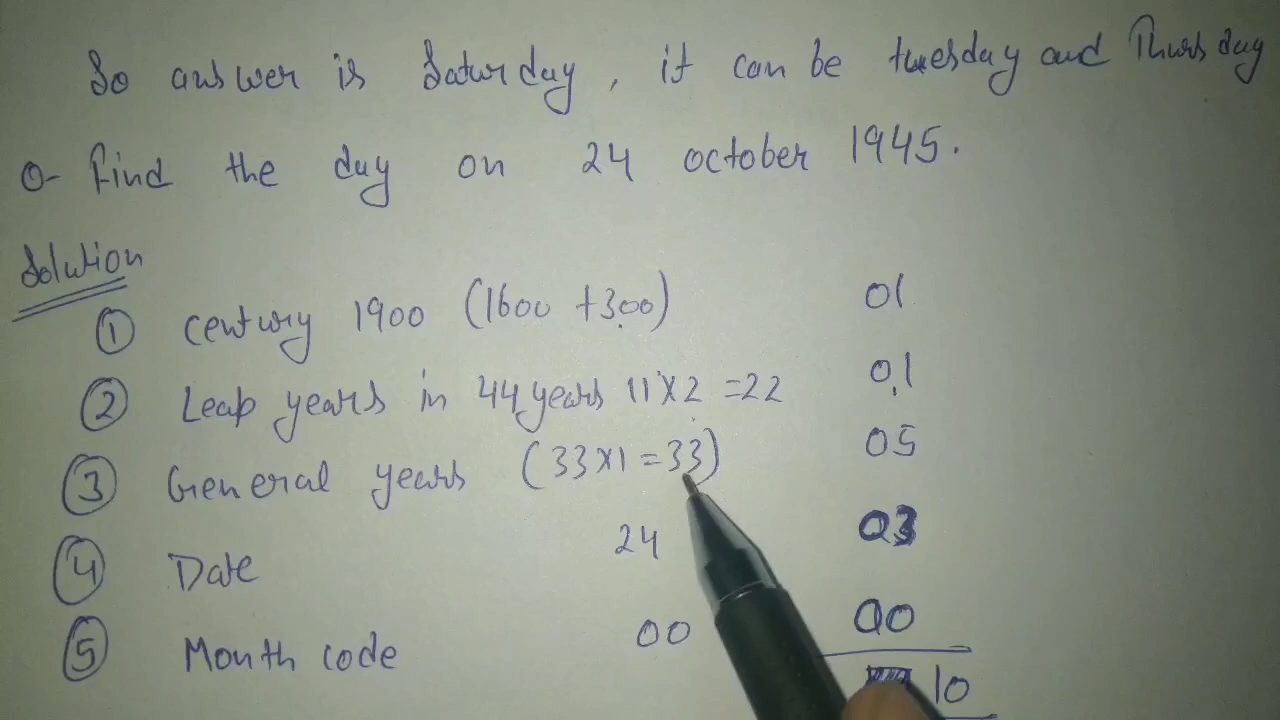 So answer is Saturday, it can be tuesday and Thursday
Q- Find the day on 24 october 1945.
Solution
① century 1900 (1600 +300) 01
② Leap years in 44 years 11×2 =22 01
③ General years (33×1 =33) 05
④ Date 24 03
⑤ Month code 00 00
10